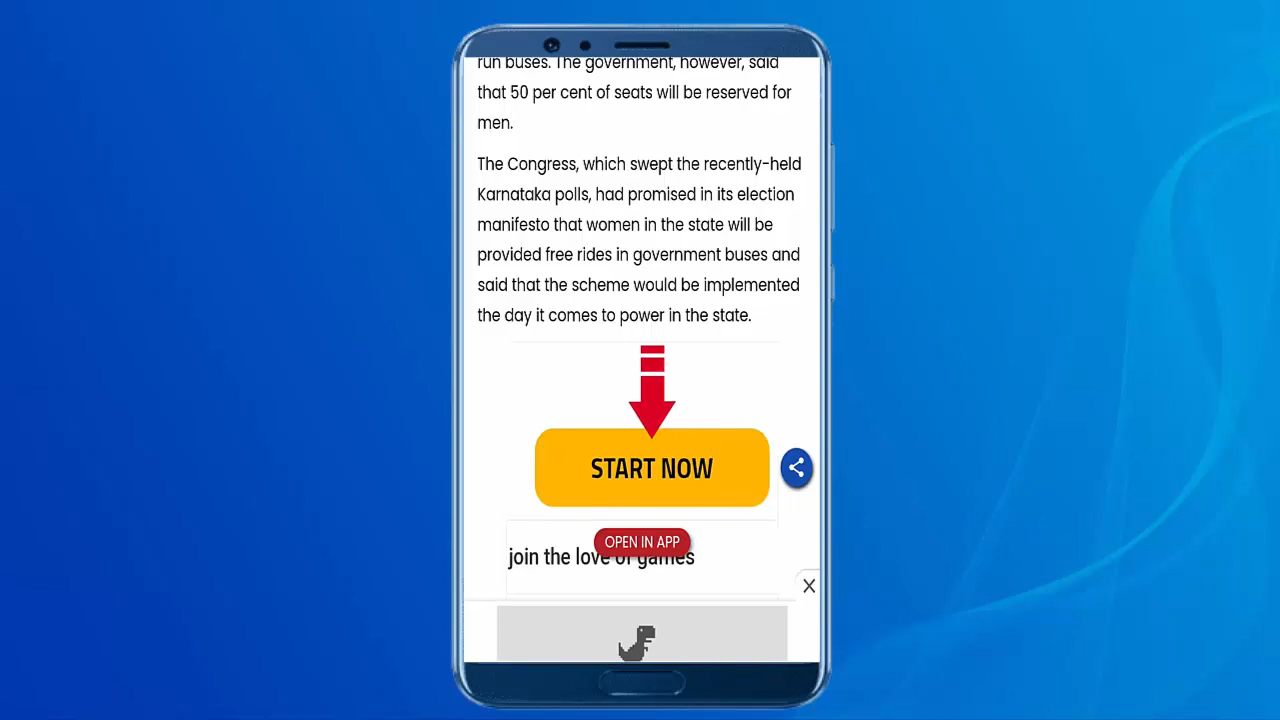 run buses. The government, however, said
that 50 per cent of seats will be reserved for
men.
The Congress, which swept the recently-held
Karnataka polls, had promised in its election
manifesto that women in the state will be
provided free rides in government buses and
said that the scheme would be implemented
the day it comes to power in the state.
START NOW
OPEN IN APP
join the love of games